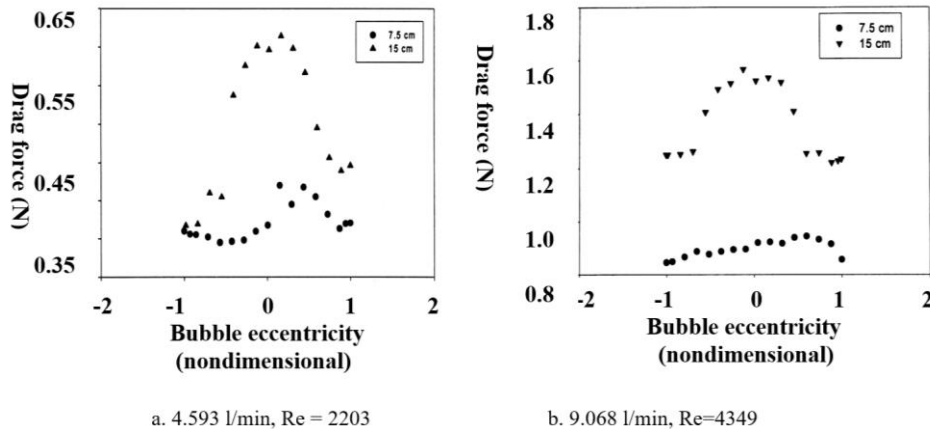 0.65
0.55
0.45
0.35
Drag force (N)
7.5 cm
15 cm
-2 -1 0 1 2
Bubble eccentricity
(nondimensional)
1.8
1.6
1.4
1.2
1.0
0.8
Drag force (N)
7.5 cm
15 cm
-2 -1 0 1 2
Bubble eccentricity
(nondimensional)
a. 4.593 l/min, Re = 2203
b. 9.068 l/min, Re=4349